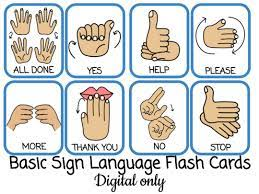 ALL DONE YES HELP PLEASE
MORE THANK YOU NO STOP
Basic Sign Language Flash Cards
Digital only